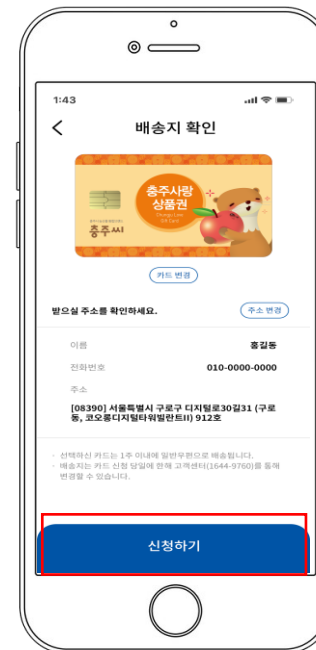 1:43
배송지 확인
충주사랑
상품권
Chungju Love
Gift Card
충주씨
카드 변경
받으실 주소를 확인하세요.
주소 변경
이름 홍길동
전화번호 010-0000-0000
주소
[08390] 서울특별시 구로구 디지털로30길31 (구로
동, 코오롱디지털타워빌란트II) 912호
· 선택하신 카드는 1주 이내에 일반우편으로 배송됩니다.
· 배송지는 카드 신청 당일에 한해 고객센터(1644-9760)를 통해
변경할 수 있습니다.
신청하기